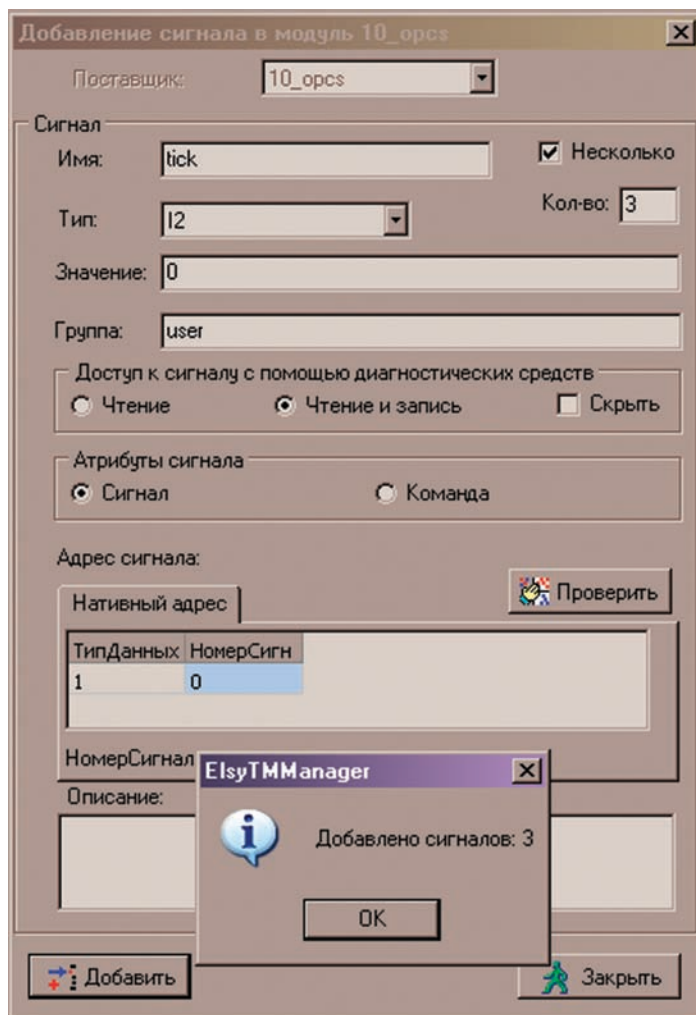 Добавление сигнала в модуль 10_opcs
Поставщик: 10_opcs
Сигнал
Имя: tick Несколько
Тип: I2 Кол-во: 3
Значение: 0
Группа: user
Доступ к сигналу с помощью диагностических средств
Чтение Чтение и запись Скрыть
Атрибуты сигнала
Сигнал Команда
Адрес сигнала:
Нативный адрес Проверить
ТипДанных НомерСигн
1 0
НомерСигнал
ElsyTMManager
Описание:
Добавлено сигналов: 3
OK
Добавить Закрыть